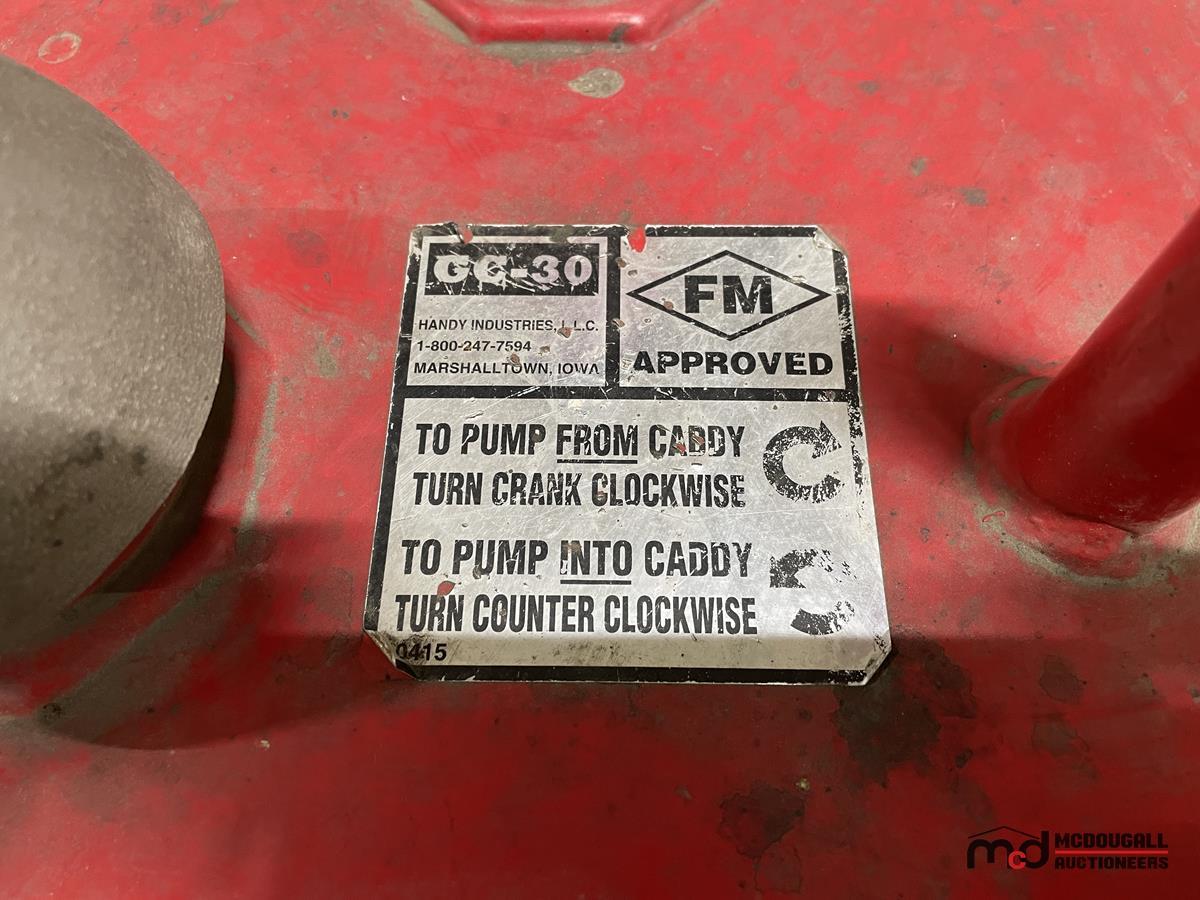 GC-30
HANDY INDUSTRIES, L.L.C.
1-800-247-7594
MARSHALLTOWN, IOWA
FM
APPROVED
TO PUMP FROM CADDY
TURN CRANK CLOCKWISE
TO PUMP INTO CADDY
TURN COUNTER CLOCKWISE
0415
mcd MCDOUGALL
AUCTIONEERS